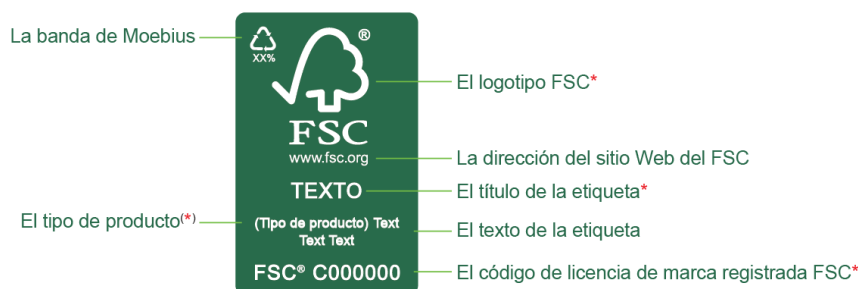 La banda de Moebius
®
XX%
El logotipo FSC*
FSC
www.fsc.org
La dirección del sitio Web del FSC
TEXTO
El título de la etiqueta*
El tipo de producto(*)
(Tipo de producto) Text
Text Text
El texto de la etiqueta
FSC® C000000
El código de licencia de marca registrada FSC*